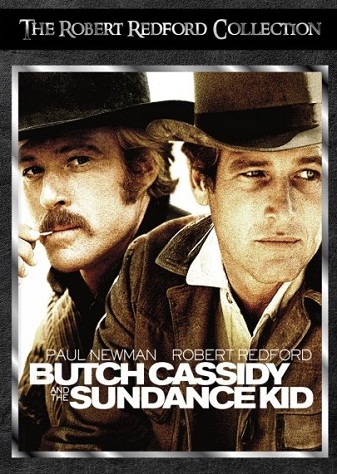 THE ROBERT REDFORD COLLECTION
PAUL NEWMAN ROBERT REDFORD
BUTCH CASSIDY
AND THE SUNDANCE KID